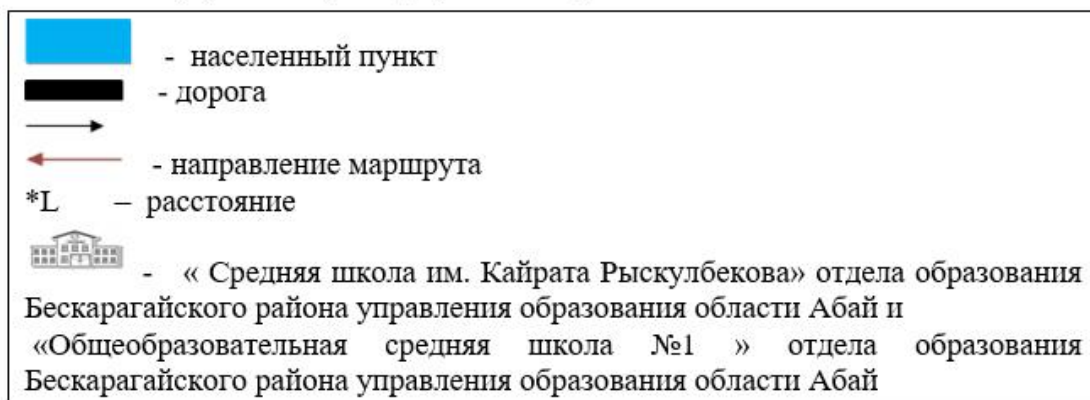 - населенный пункт
- дорога
- направление маршрута
*L – расстояние
- « Средняя школа им. Кайрата Рыскулбекова» отдела образования
Бескарагайского района управления образования области Абай и
«Общеобразовательная средняя школа №1 » отдела образования
Бескарагайского района управления образования области Абай